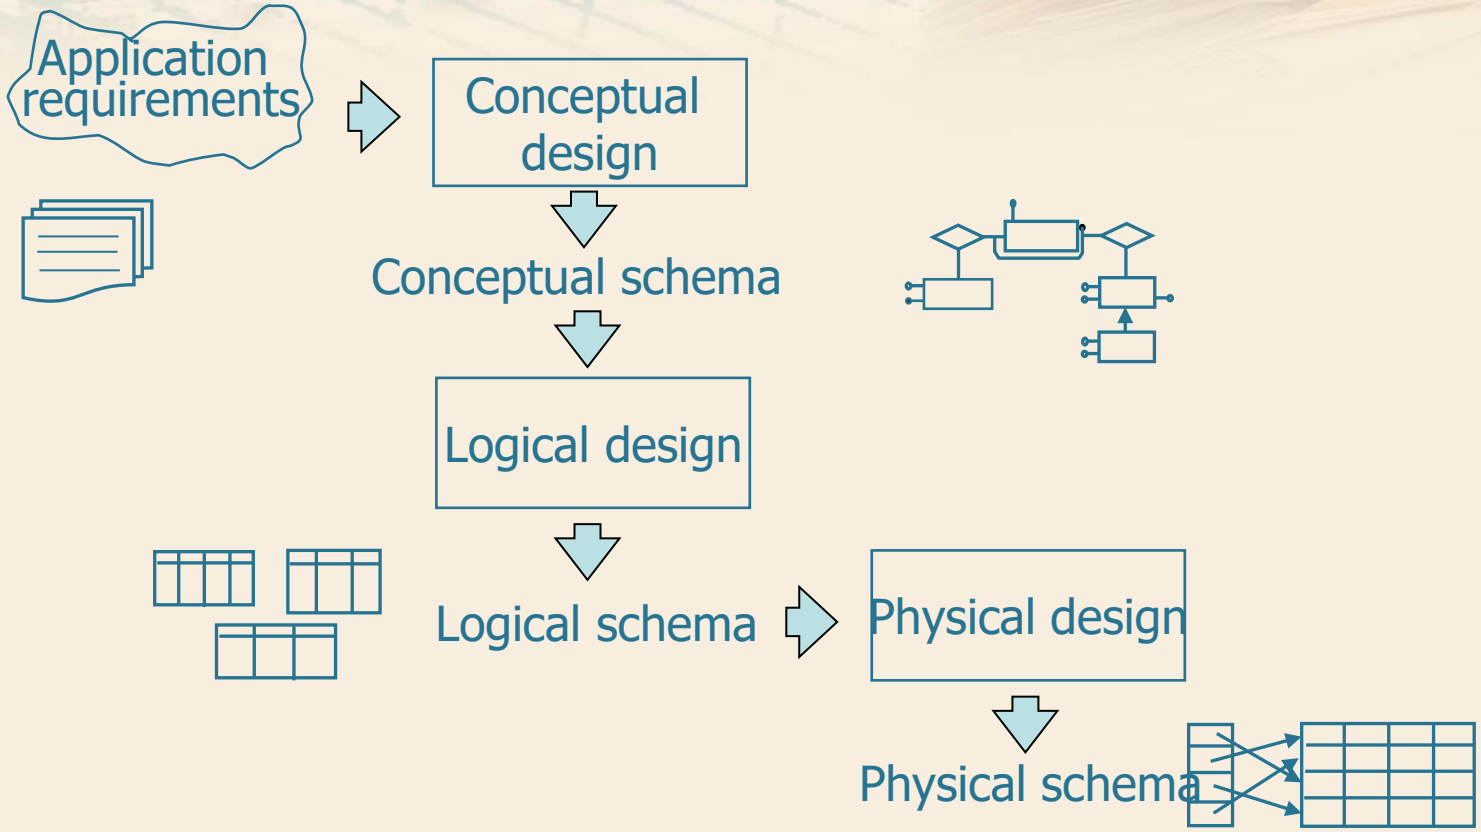 Application
requirements
Conceptual
design
Conceptual schema
Logical design
Logical schema
Physical design
Physical schema